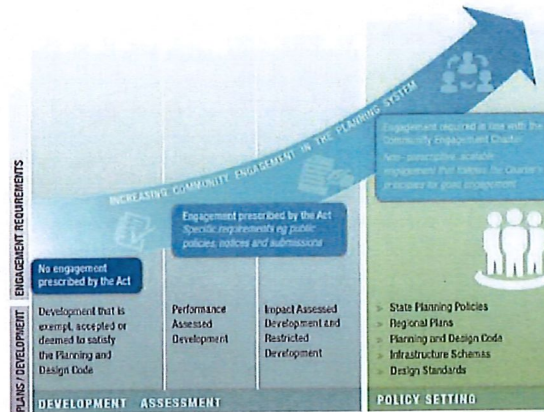 ENGAGEMENT REQUIREMENTS
PLANS / DEVELOPMENT
INCREASING COMMUNITY ENGAGEMENT IN THE PLANNING SYSTEM
No engagement
prescribed by the Act
Engagement prescribed by the Act
Specific requirements eg public
policies, notices and submissions
Engagement required in line with the
Community Engagement Charter
Non-prescriptive, scalable
engagement that follows the Charter's
principles for good engagement
Development that is
exempt, accepted or
deemed to satisfy
the Planning and
Design Code
Performance
Assessed
Development
Impact Assessed
Development and
Restricted
Development
> State Planning Policies
> Regional Plans
> Planning and Design Code
> Infrastructure Schemas
> Design Standards
DEVELOPMENT ASSESSMENT
POLICY SETTING